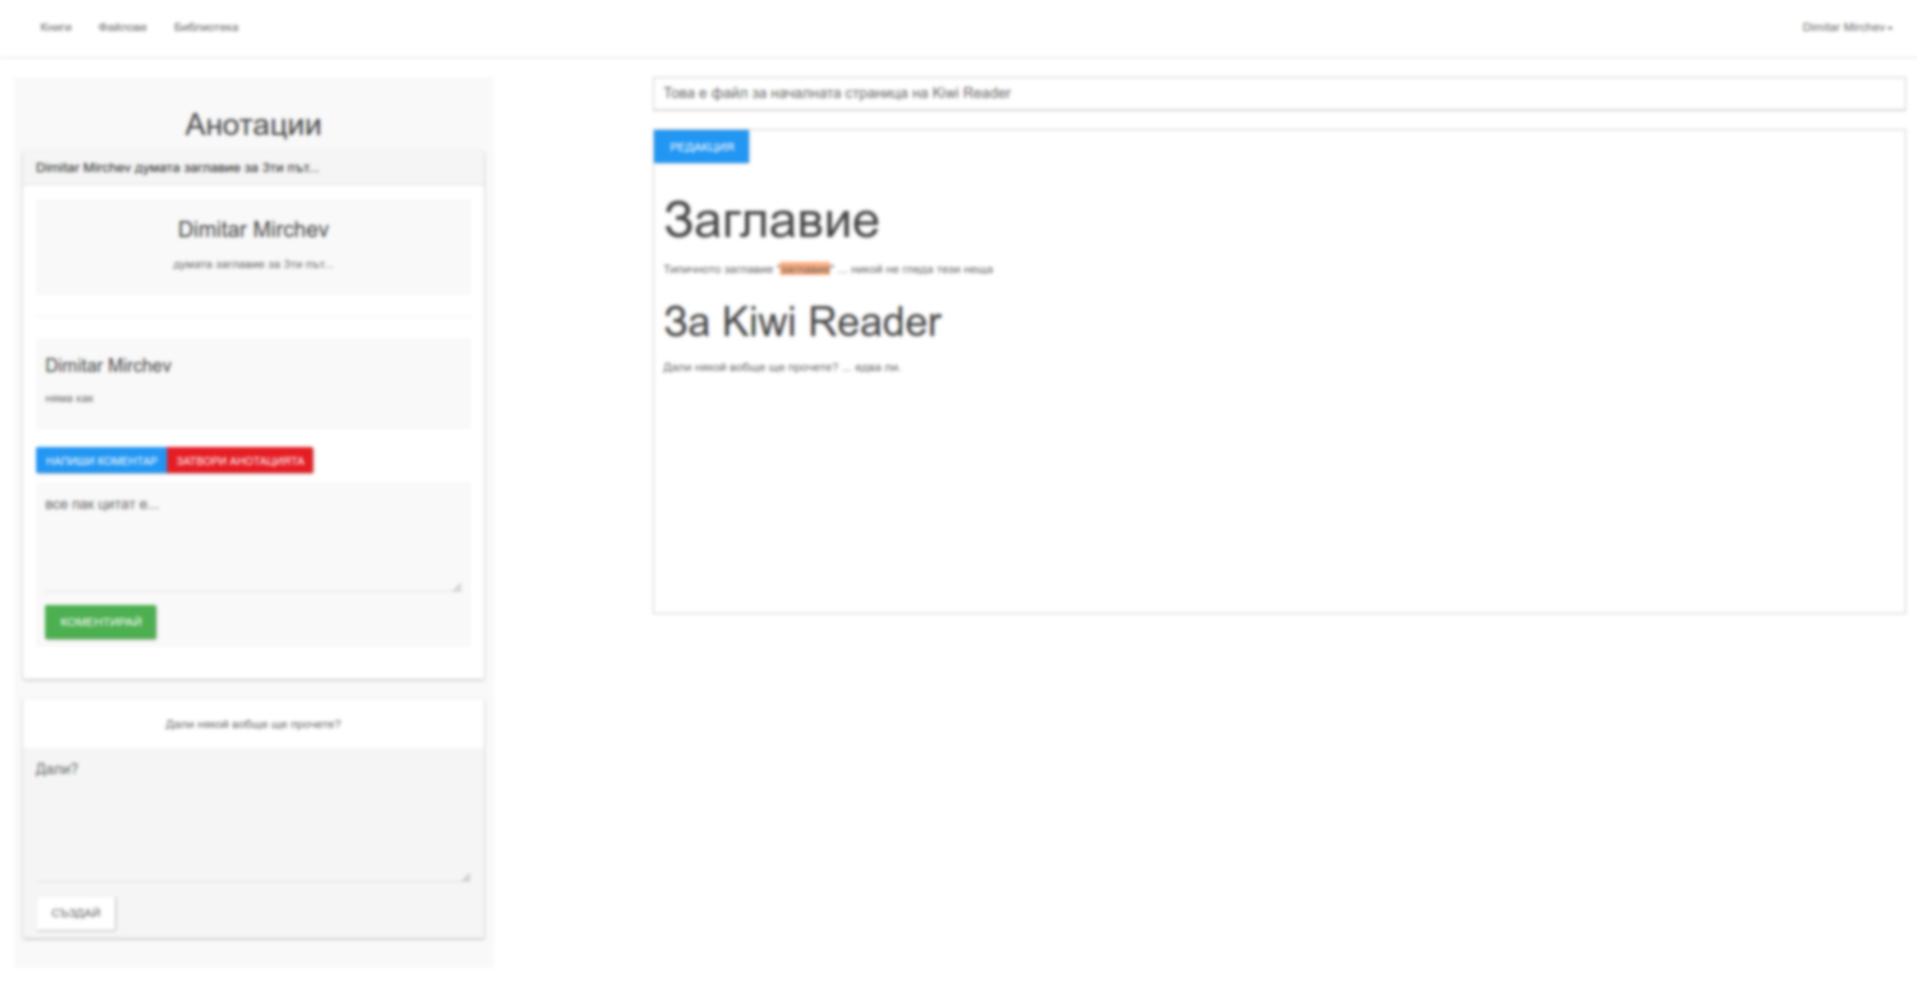 Книги Файлове Библиотека Dimitar Mirchev
Анотации
Dimitar Mirchev думата заглавие за 3ти път...
Dimitar Mirchev
думата заглавие за 3ти път...
Dimitar Mirchev
няма как
НАПИШИ КОМЕНТАР ЗАТВОРИ АНОТАЦИЯТА
все пак цитат е...
КОМЕНТИРАЙ
Дали някой вобще ще прочете?
Дали?
СЪЗДАЙ
Това е файл за началната страница на Kiwi Reader
РЕДАКЦИЯ
Заглавие
Типичното заглавие "заглавие" ... никой не гледа тези неща
За Kiwi Reader
Дали някой вобще ще прочете? ... едва ли.